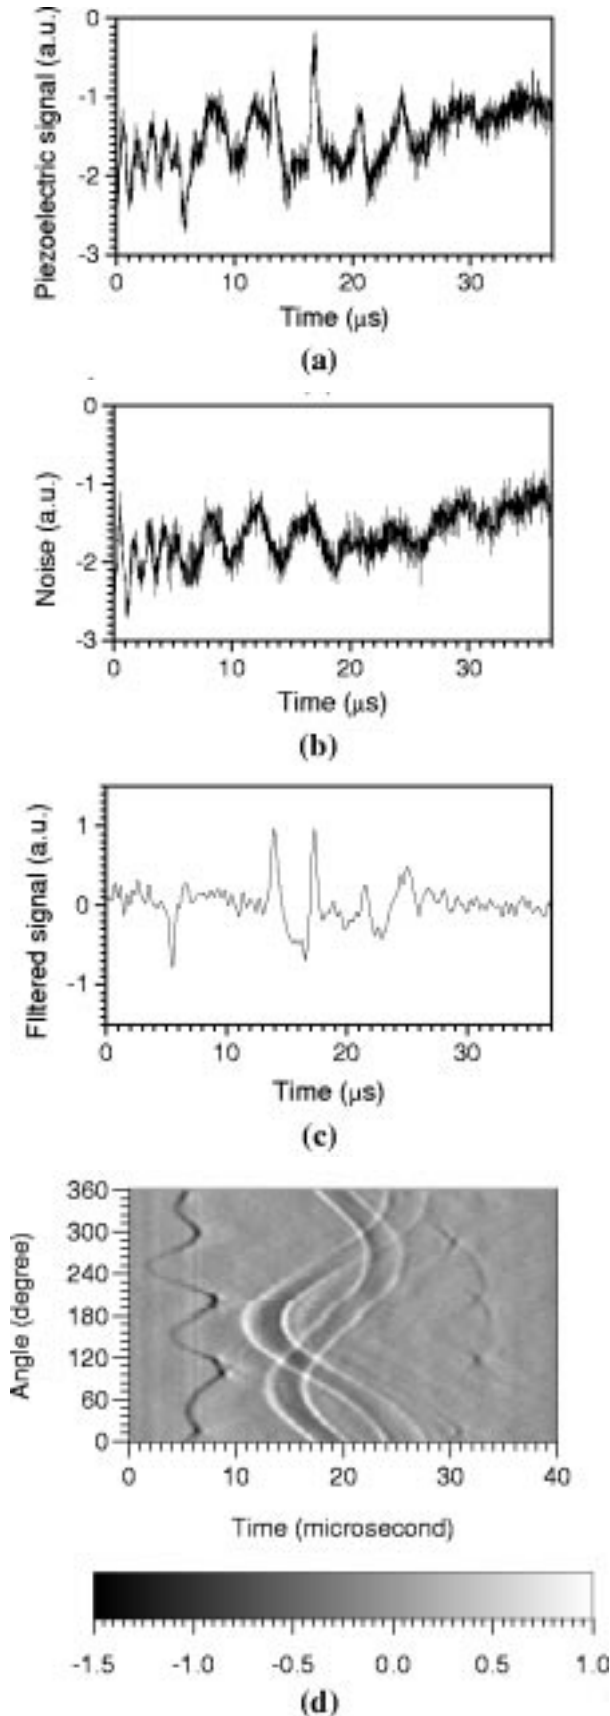 0
-1
-2
-3
Piezoelectric signal (a.u.)
0 10 20 30
Time (μs)
(a)
0
-1
-2
-3
Noise (a.u.)
0 10 20 30
Time (μs)
(b)
1
0
-1
FIltered signal (a.u.)
0 10 20 30
Time (μs)
(c)
360
300
240
180
120
60
0
Angle (degree)
0 10 20 30 40
Time (microsecond)
-1.5 -1.0 -0.5 0.0 0.5 1.0
(d)